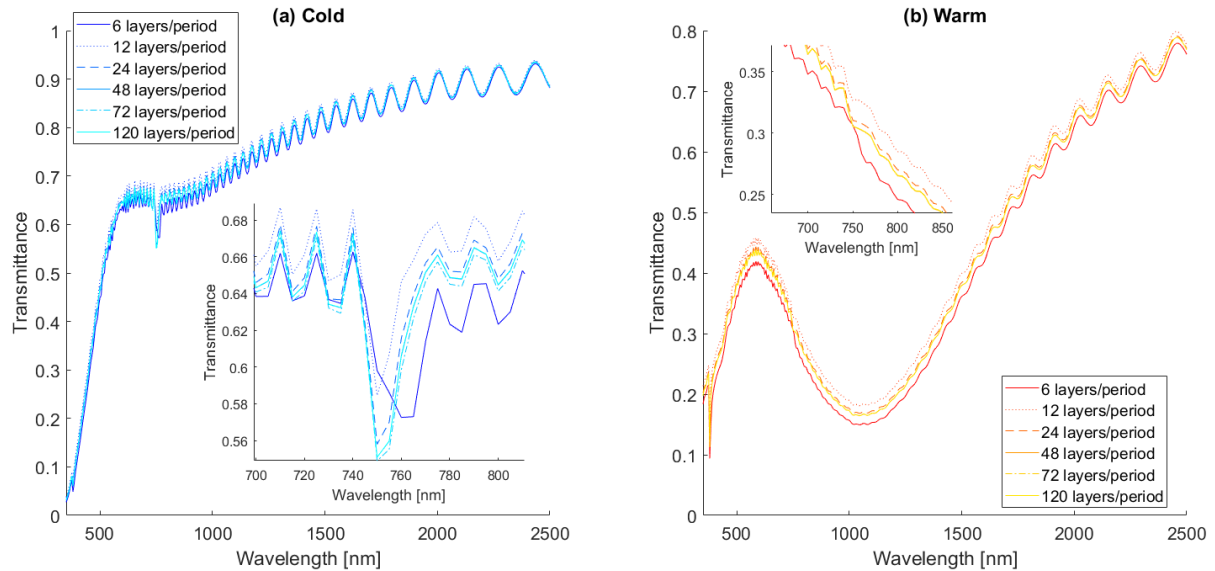 (a) Cold
6 layers/period
12 layers/period
24 layers/period
48 layers/period
72 layers/period
120 layers/period
Transmittance
1
0.9
0.8
0.7
0.6
0.5
0.4
0.3
0.2
0.1
0
500
1000
1500
2000
2500
Wavelength [nm]
Transmittance
0.68
0.66
0.64
0.62
0.6
0.58
0.56
700
720
740
760
780
800
Wavelength [nm]
(b) Warm
Transmittance
0.8
0.7
0.6
0.5
0.4
0.3
0.2
0.1
0
500
1000
1500
2000
2500
Wavelength [nm]
Transmittance
0.35
0.3
0.25
700
750
800
850
Wavelength [nm]
6 layers/period
12 layers/period
24 layers/period
48 layers/period
72 layers/period
120 layers/period